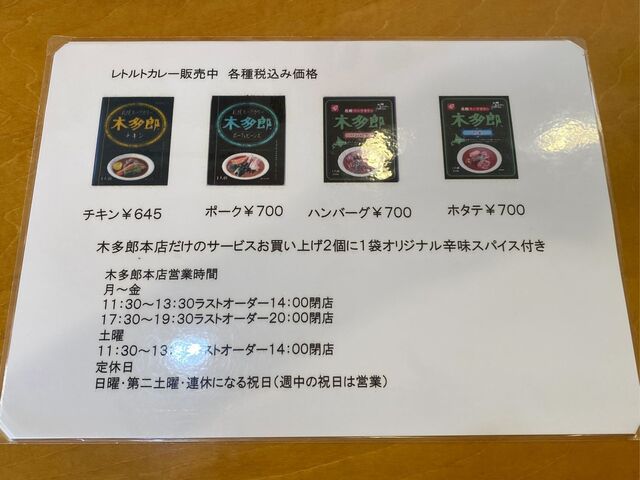 レトルトカレー販売中　各種税込み価格
木多郎
チキン
木多郎
木多郎
木多郎
チキン￥645　ポーク￥700　ハンバーグ￥700　ホタテ￥700
木多郎本店だけのサービスお買い上げ2個に1袋オリジナル辛味スパイス付き
木多郎本店営業時間
月～金
11:30～13:30ラストオーダー14:00閉店
17:30～19:30ラストオーダー20:00閉店
土曜
11:30～13:30ラストオーダー14:00閉店
定休日
日曜・第二土曜・連休になる祝日（週中の祝日は営業）